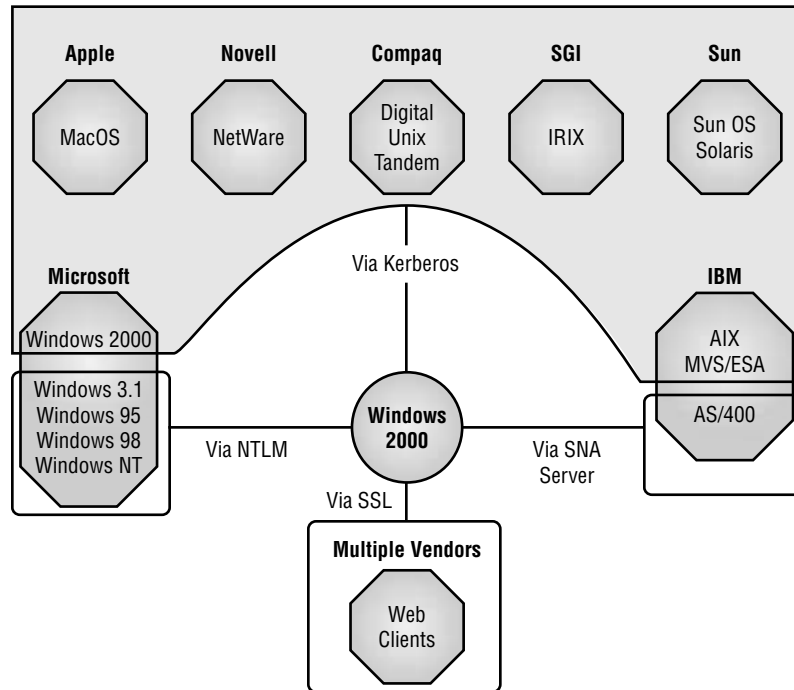 Apple
Novell
Compaq
SGI
Sun
MacOS
NetWare
Digital
Unix
Tandem
IRIX
Sun OS
Solaris
Via Kerberos
Microsoft
IBM
Windows 2000
AIX
MVS/ESA
Windows 3.1
Windows 95
Windows 98
Windows NT
Via NTLM
Windows
2000
Via SNA
Server
AS/400
Via SSL
Multiple Vendors
Web
Clients